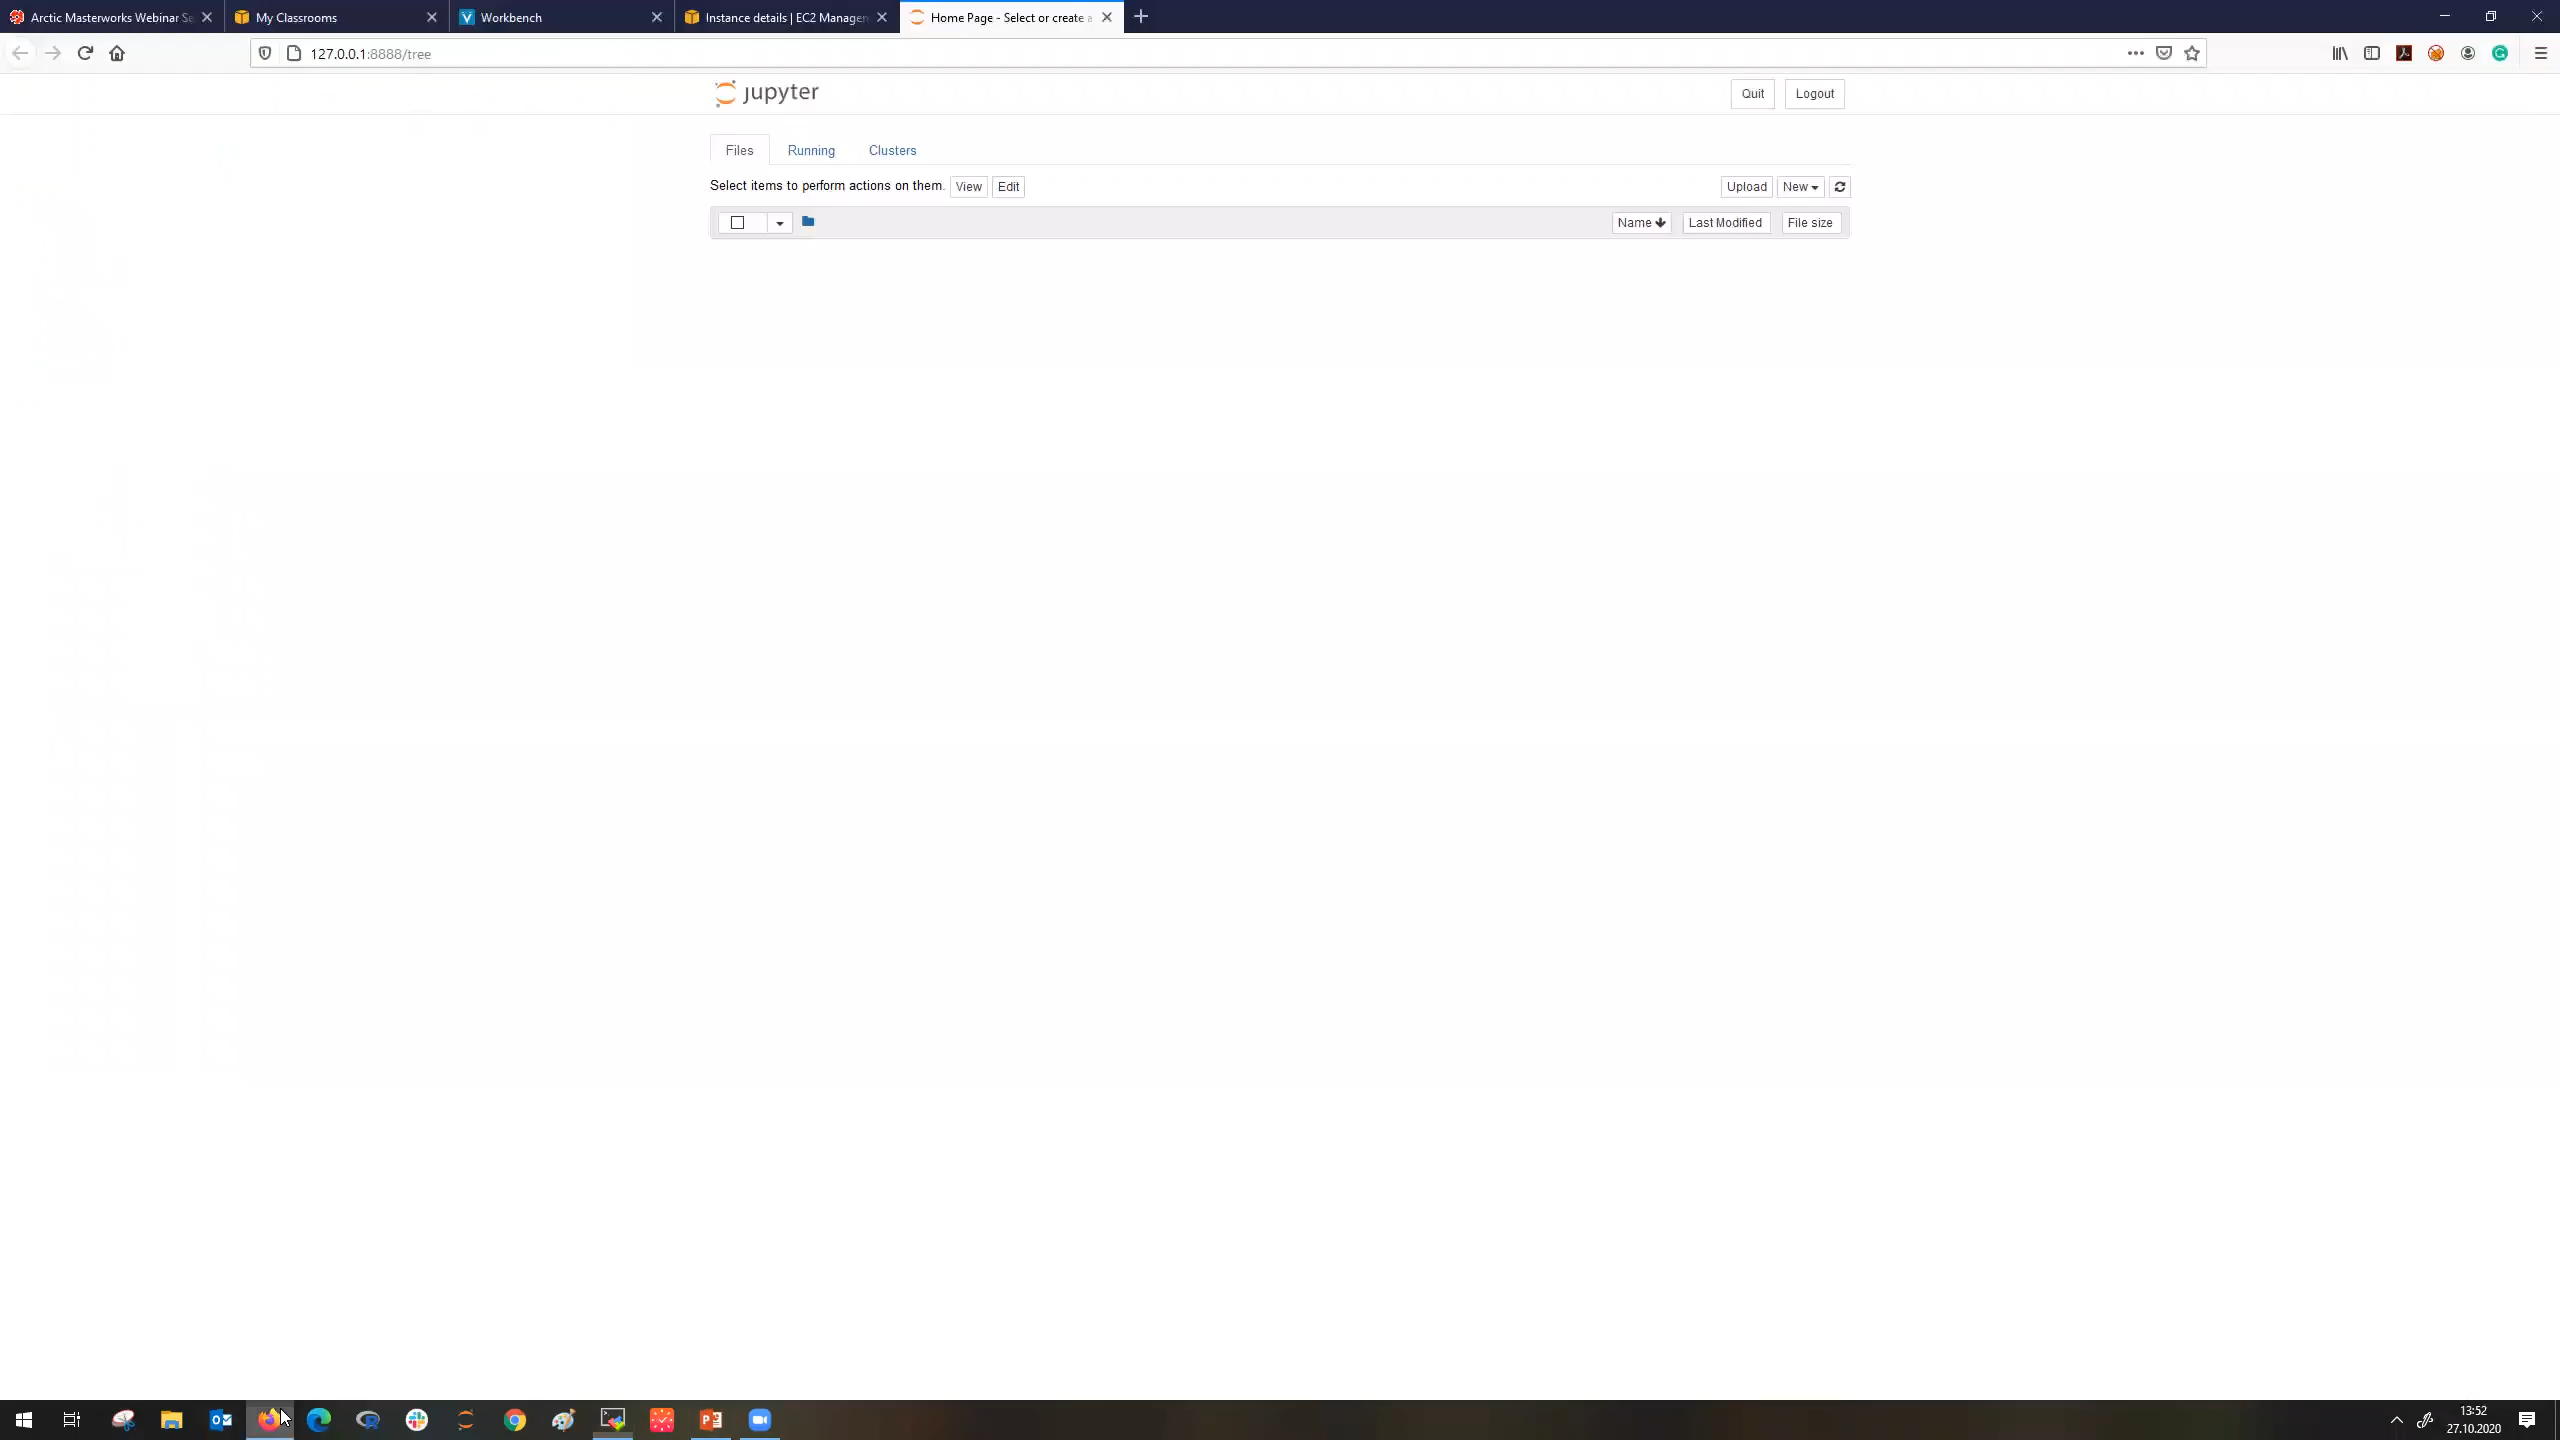 Arctic Masterworks Webinar Se
My Classrooms
Workbench
Instance details | EC2 Managem
Home Page - Select or create a
127.0.0.1:8888/tree
jupyter
Quit
Logout
Files
Running
Clusters
Select items to perform actions on them.
View
Edit
Upload
New
Name
Last Modified
File size
13:52
27.10.2020